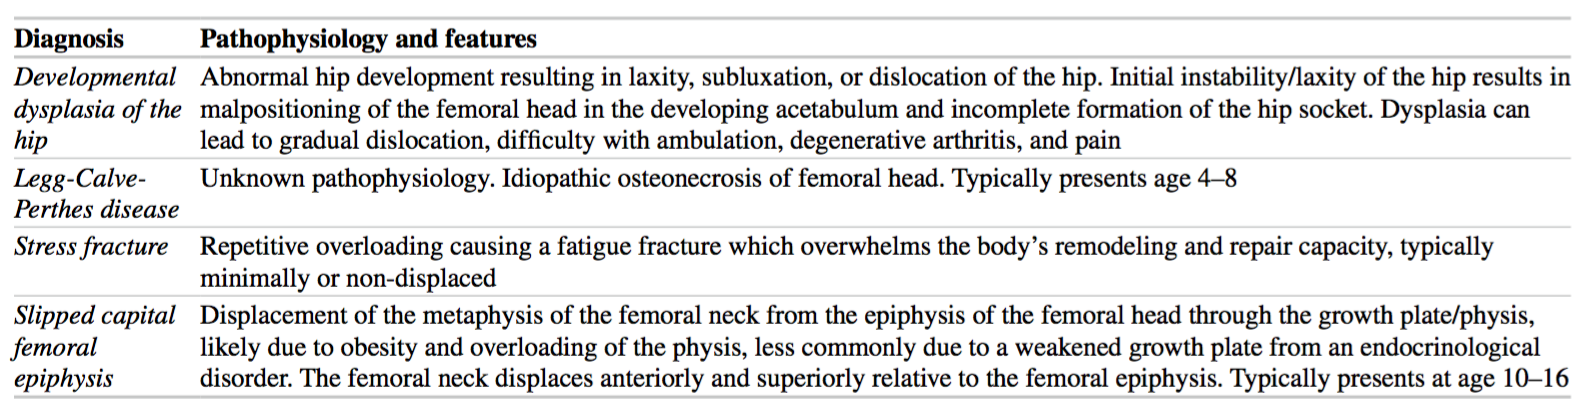 Diagnosis Pathophysiology and features
Developmental Abnormal hip development resulting in laxity, subluxation, or dislocation of the hip. Initial instability/laxity of the hip results in
dysplasia of the malpositioning of the femoral head in the developing acetabulum and incomplete formation of the hip socket. Dysplasia can
hip lead to gradual dislocation, difficulty with ambulation, degenerative arthritis, and pain
Legg-Calve- Unknown pathophysiology. Idiopathic osteonecrosis of femoral head. Typically presents age 4–8
Perthes disease
Stress fracture Repetitive overloading causing a fatigue fracture which overwhelms the body’s remodeling and repair capacity, typically
minimally or non-displaced
Slipped capital Displacement of the metaphysis of the femoral neck from the epiphysis of the femoral head through the growth plate/physis,
femoral likely due to obesity and overloading of the physis, less commonly due to a weakened growth plate from an endocrinological
epiphysis disorder. The femoral neck displaces anteriorly and superiorly relative to the femoral epiphysis. Typically presents at age 10–16